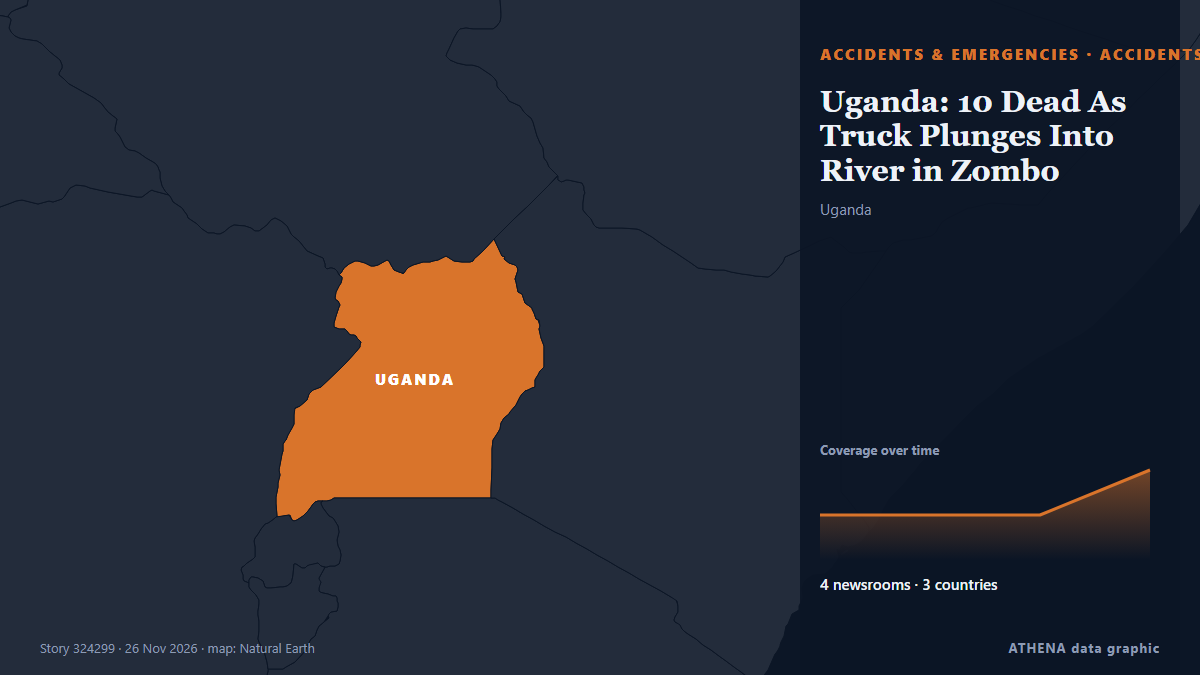 ACCIDENTS & EMERGENCIES · ACCIDENTS
Uganda: 10 Dead As
Truck Plunges Into
River in Zombo
Uganda
UGANDA
Coverage over time
4 newsrooms · 3 countries
Story 324299 · 26 Nov 2026 · map: Natural Earth
ATHENA data graphic